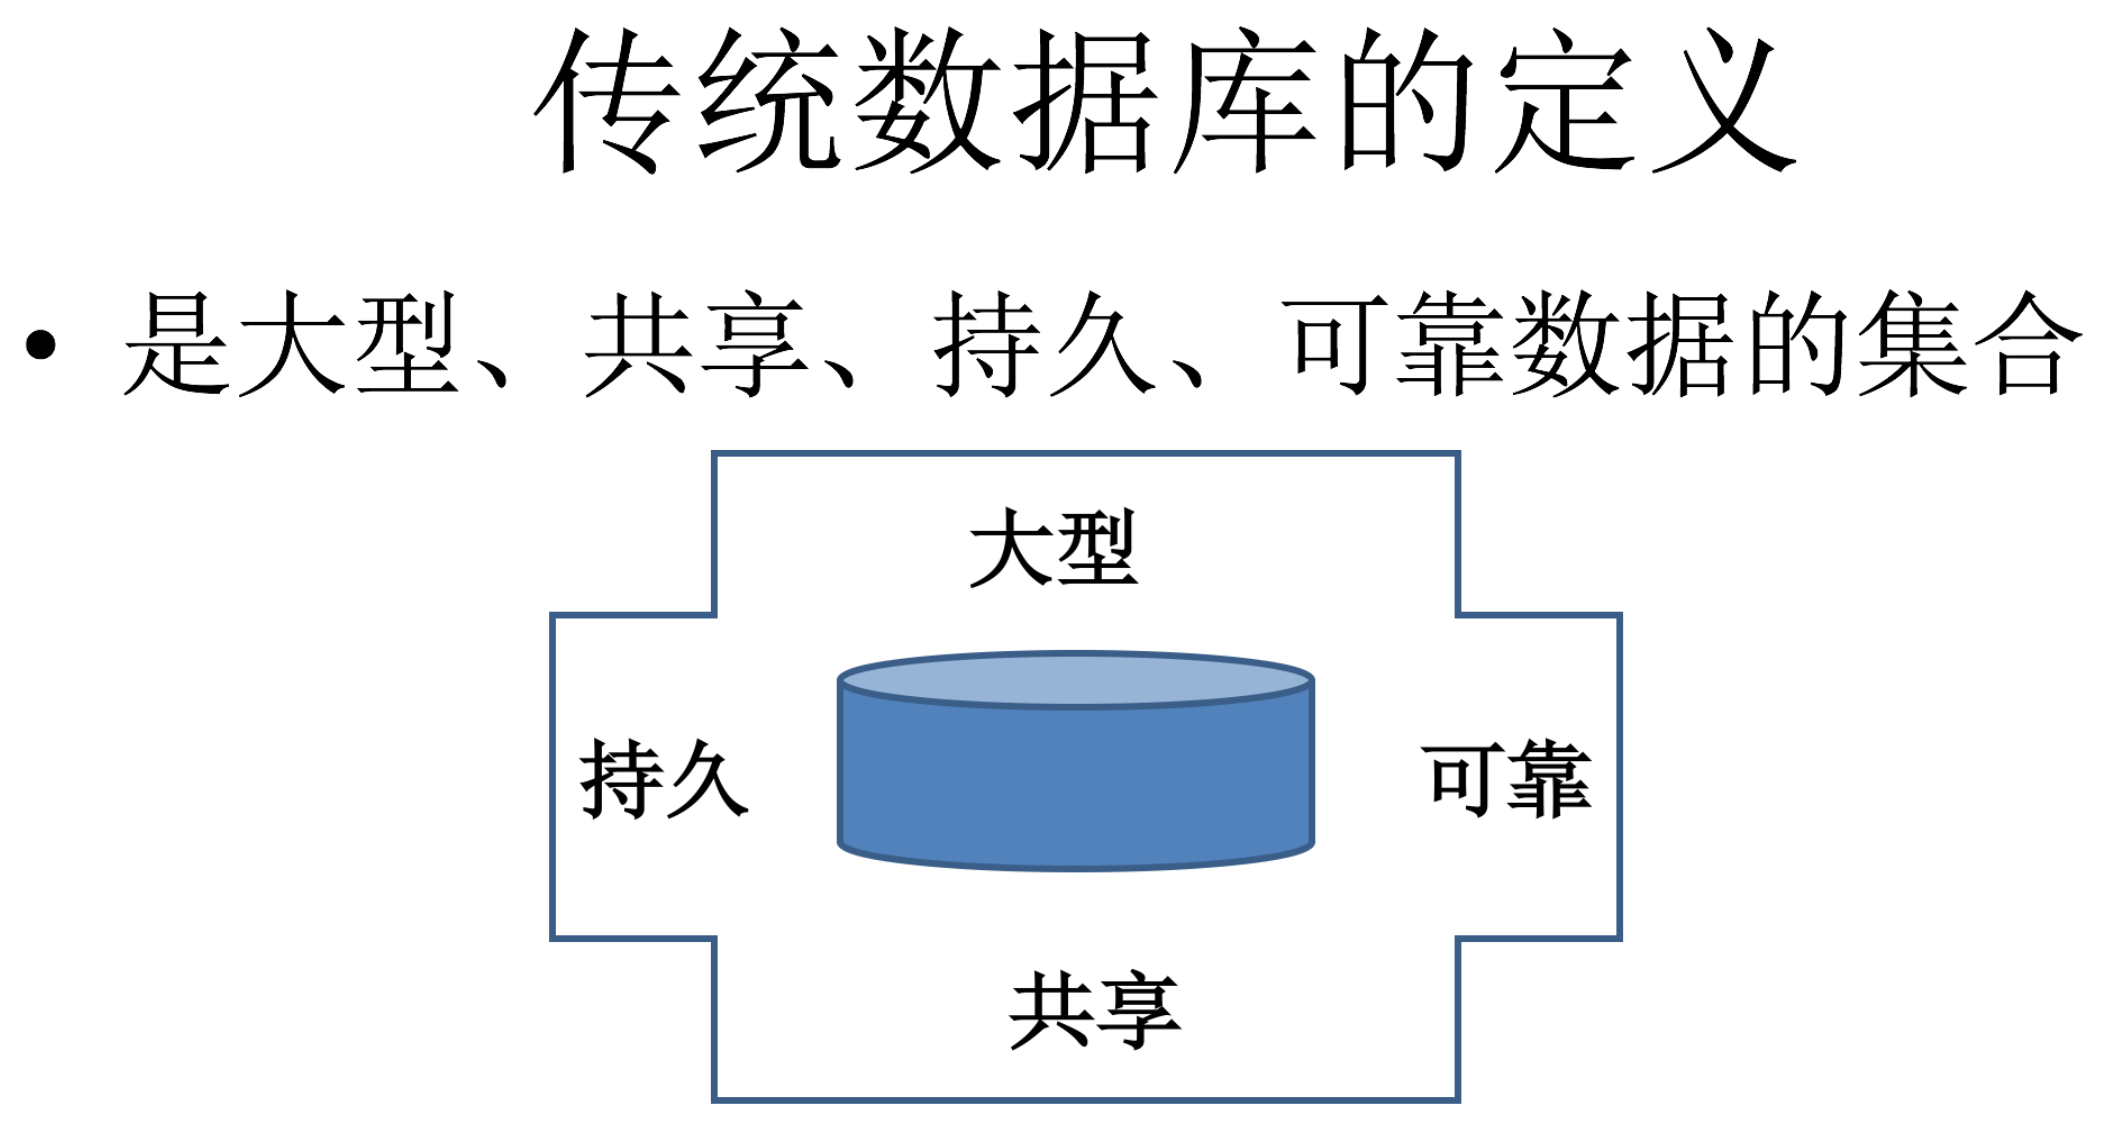 传统数据库的定义
• 是大型、共享、持久、可靠数据的集合
大型
持久
可靠
共享